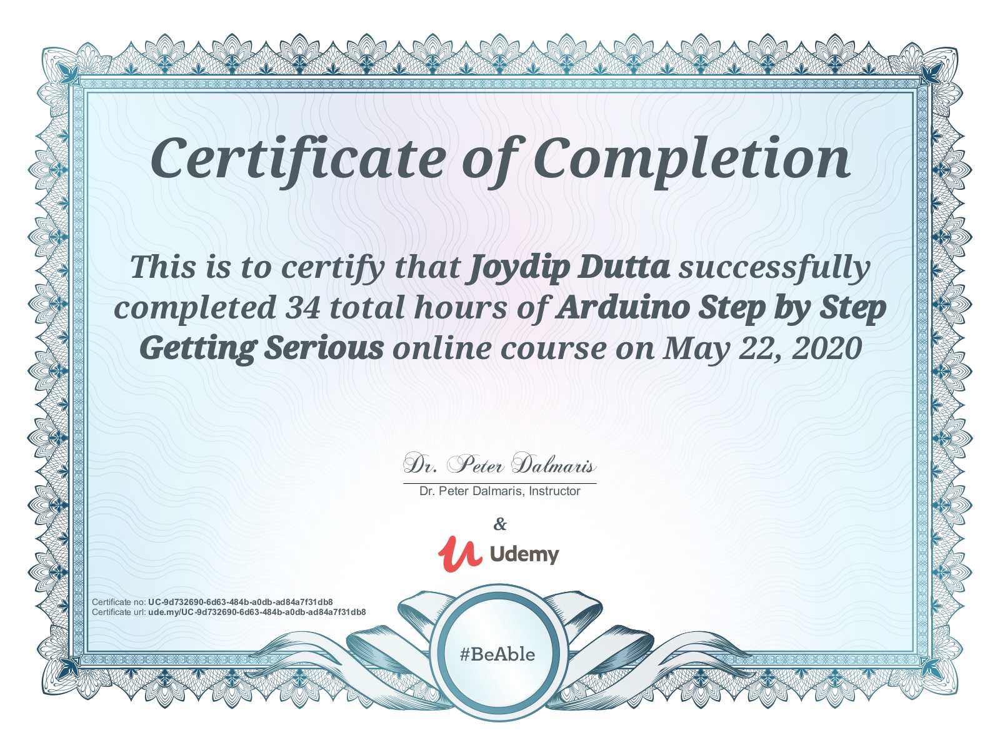 Certificate of Completion
This is to certify that Joydip Dutta successfully
completed 34 total hours of Arduino Step by Step
Getting Serious online course on May 22, 2020
Dr. Peter Dalmaris
Dr. Peter Dalmaris, Instructor
&
Udemy
Certificate no: UC-9d732690-6d63-484b-a0db-ad84a7f31db8
Certificate url: ude.my/UC-9d732690-6d63-484b-a0db-ad84a7f31db8
#BeAble